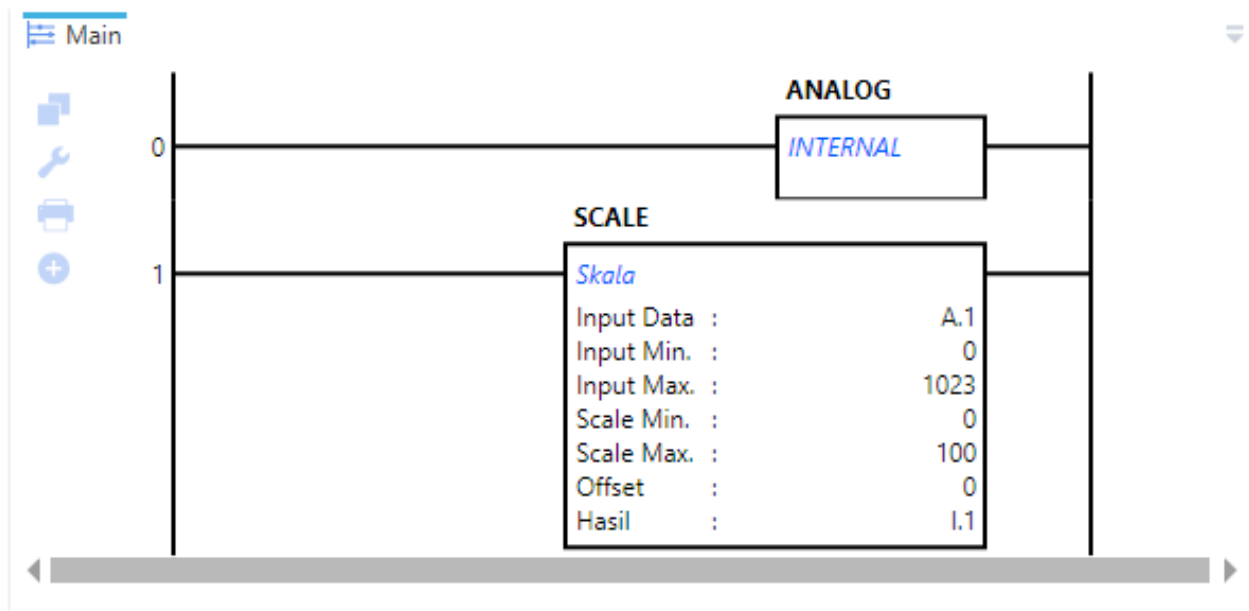 Main
ANALOG
0
INTERNAL
SCALE
1
Skala
Input Data : A.1
Input Min. : 0
Input Max. : 1023
Scale Min. : 0
Scale Max. : 100
Offset : 0
Hasil : I.1